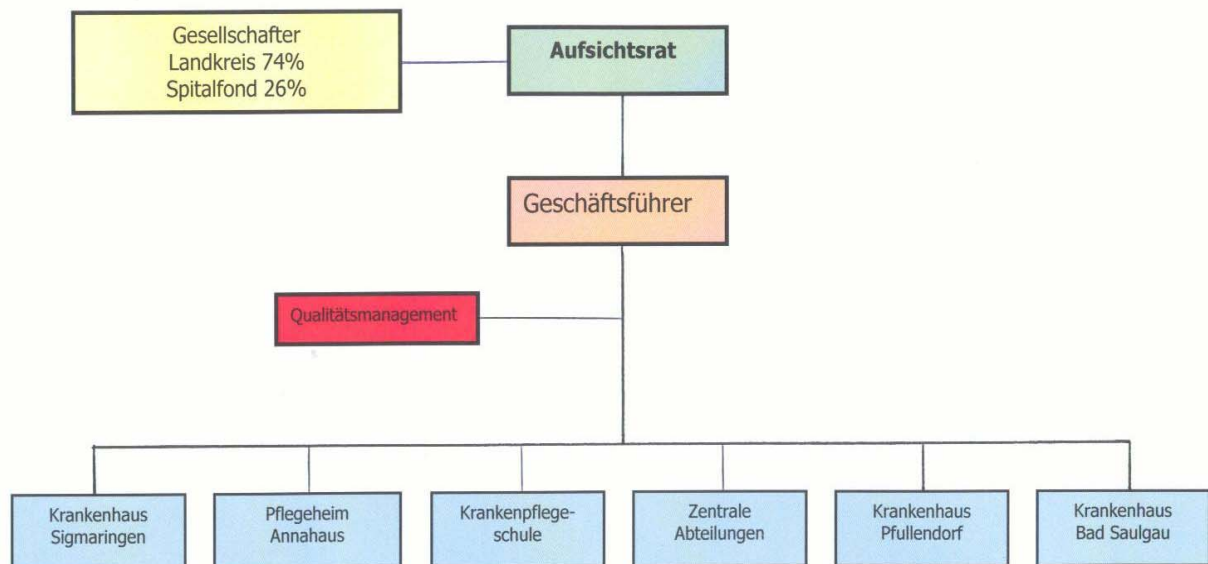 Gesellschafter
Landkreis 74%
Spitalfond 26%
Aufsichtsrat
Geschäftsführer
Qualitätsmanagement
Krankenhaus
Sigmaringen
Pflegeheim
Annahaus
Krankenpflege-
schule
Zentrale
Abteilungen
Krankenhaus
Pfullendorf
Krankenhaus
Bad Saulgau